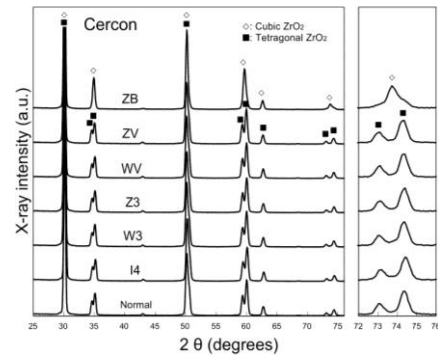 Cercon
◇: Cubic ZrO₂
■: Tetragonal ZrO₂
ZB
ZV
WV
Z3
W3
I4
Normal
X-ray intensity (a.u.)
25 30 35 40 45 50 55 60 65 70 75
72 73 74 75 76
2 θ (degrees)